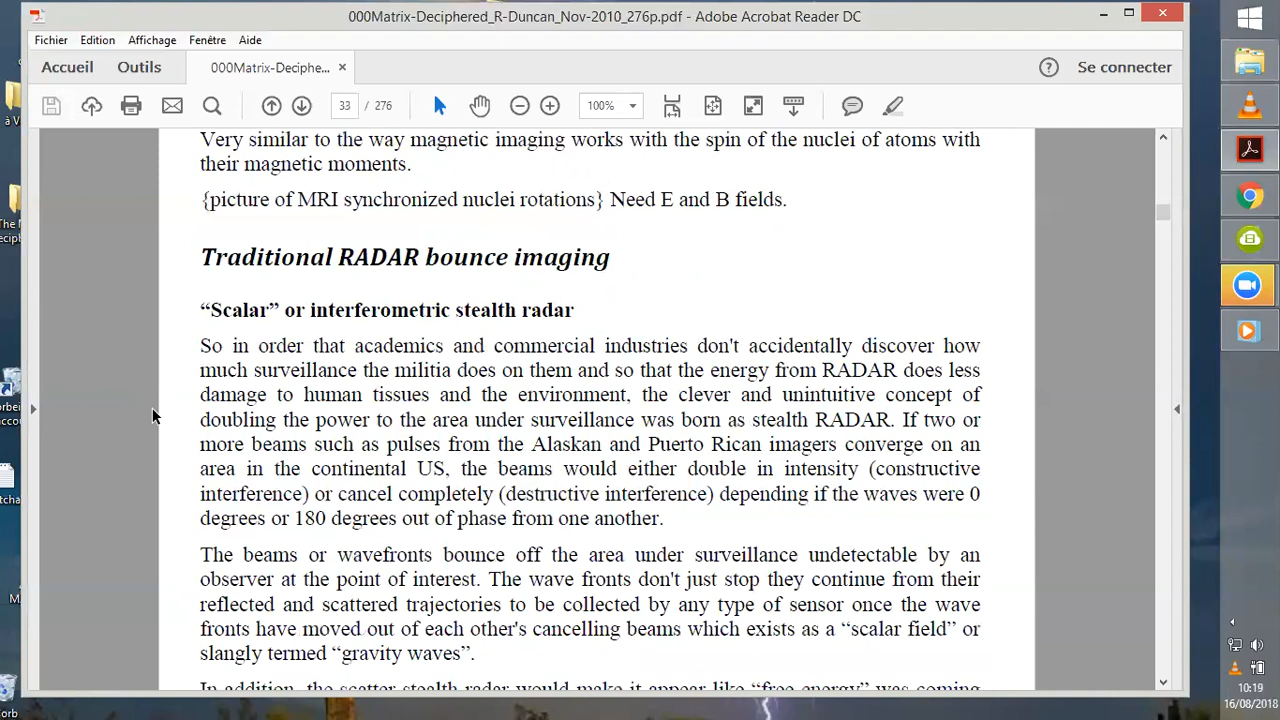 000Matrix-Deciphered_R-Duncan_Nov-2010_276p.pdf - Adobe Acrobat Reader DC
Fichier Edition Affichage Fenêtre Aide
Accueil Outils 000Matrix-Deciphe... × Se connecter
33 / 276 100%
Very similar to the way magnetic imaging works with the spin of the nuclei of atoms with
their magnetic moments.
{picture of MRI synchronized nuclei rotations} Need E and B fields.
Traditional RADAR bounce imaging
“Scalar” or interferometric stealth radar
So in order that academics and commercial industries don't accidentally discover how
much surveillance the militia does on them and so that the energy from RADAR does less
damage to human tissues and the environment, the clever and unintuitive concept of
doubling the power to the area under surveillance was born as stealth RADAR. If two or
more beams such as pulses from the Alaskan and Puerto Rican imagers converge on an
area in the continental US, the beams would either double in intensity (constructive
interference) or cancel completely (destructive interference) depending if the waves were 0
degrees or 180 degrees out of phase from one another.
The beams or wavefronts bounce off the area under surveillance undetectable by an
observer at the point of interest. The wave fronts don't just stop they continue from their
reflected and scattered trajectories to be collected by any type of sensor once the wave
fronts have moved out of each other's cancelling beams which exists as a “scalar field” or
slangly termed “gravity waves”.
In addition, the scatter stealth radar would make it appear like “free energy” was coming
10:19
16/08/2018